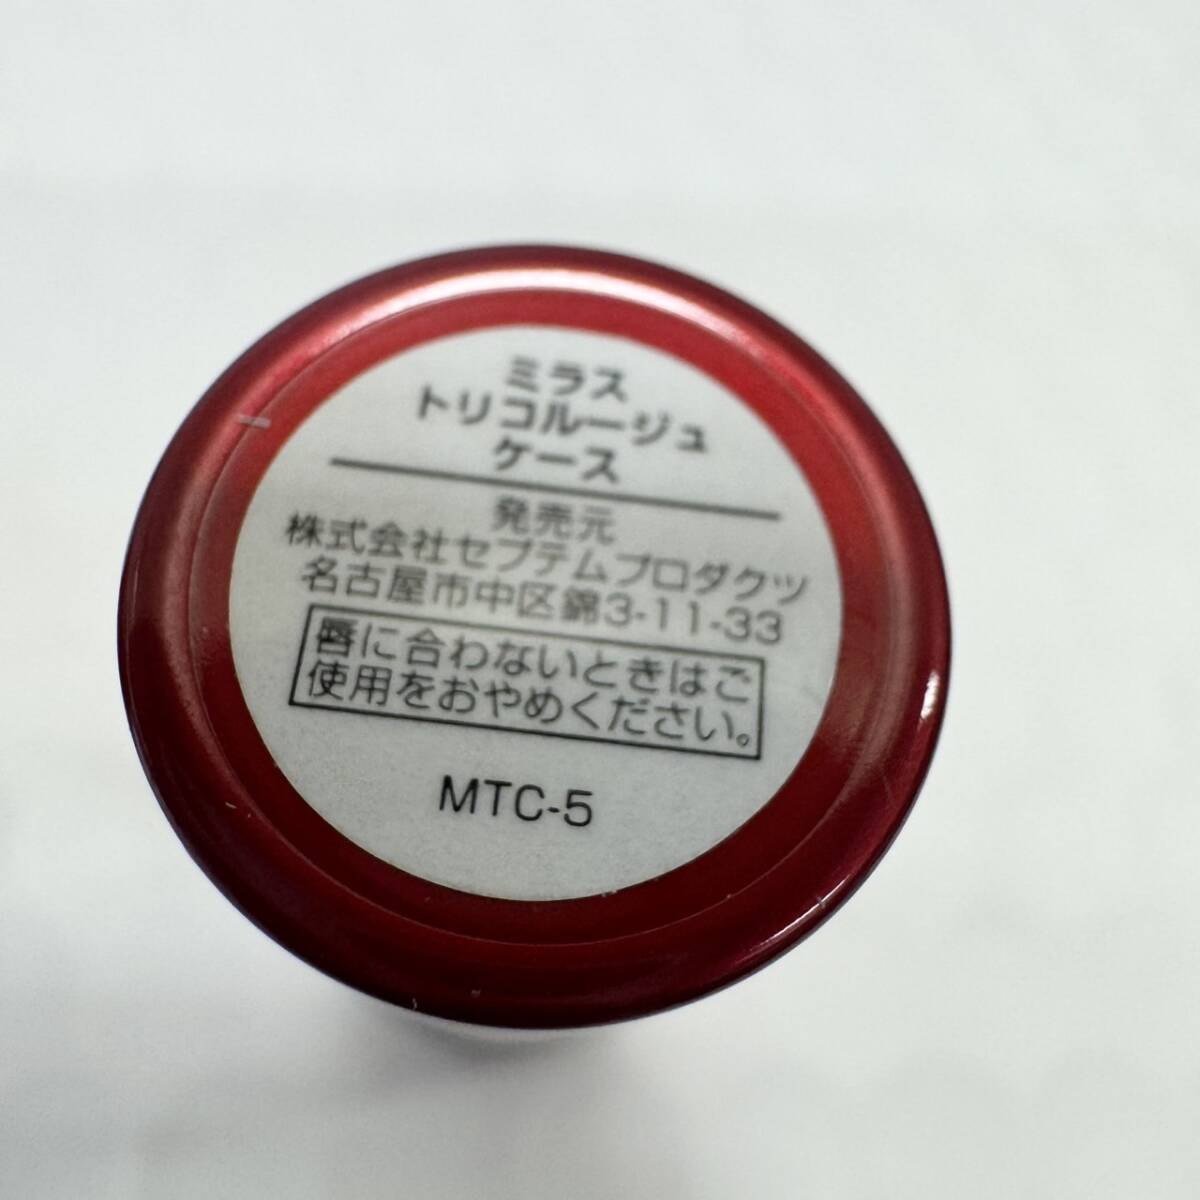 ミラス
トリコルージュ
ケース
発売元
株式会社セプテムプロダクツ
名古屋市中区錦3-11-33
唇に合わないときはご
使用をおやめください。
MTC-5